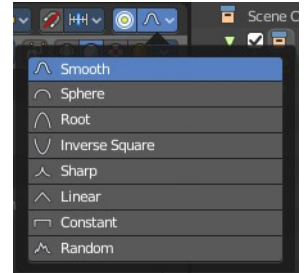 Scene C
Smooth
Sphere
Root
Inverse Square
Sharp
Linear
Constant
Random